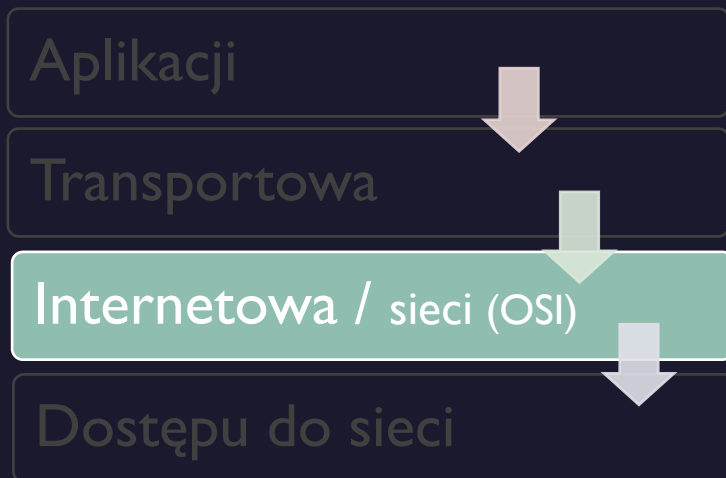 Aplikacji
Transportowa
Internetowa / sieci (OSI)
Dostępu do sieci